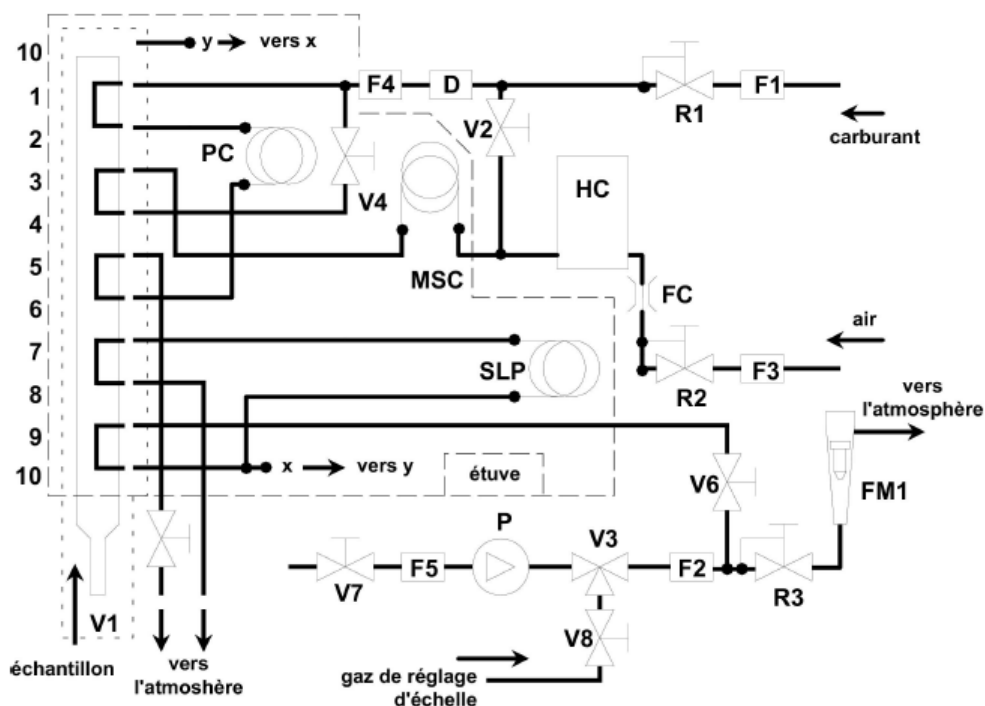 10
y
vers x
1
F4
D
F1
R1
carburant
2
PC
V2
3
V4
HC
4
MSC
5
FC
6
air
7
SLP
F3
R2
8
vers
l'atmosphère
9
10
x
vers y
étuve
V6
FM1
P
V3
F5
F2
V7
R3
V1
V8
échantillon
vers
l'atmoshère
gaz de réglage
d'échelle